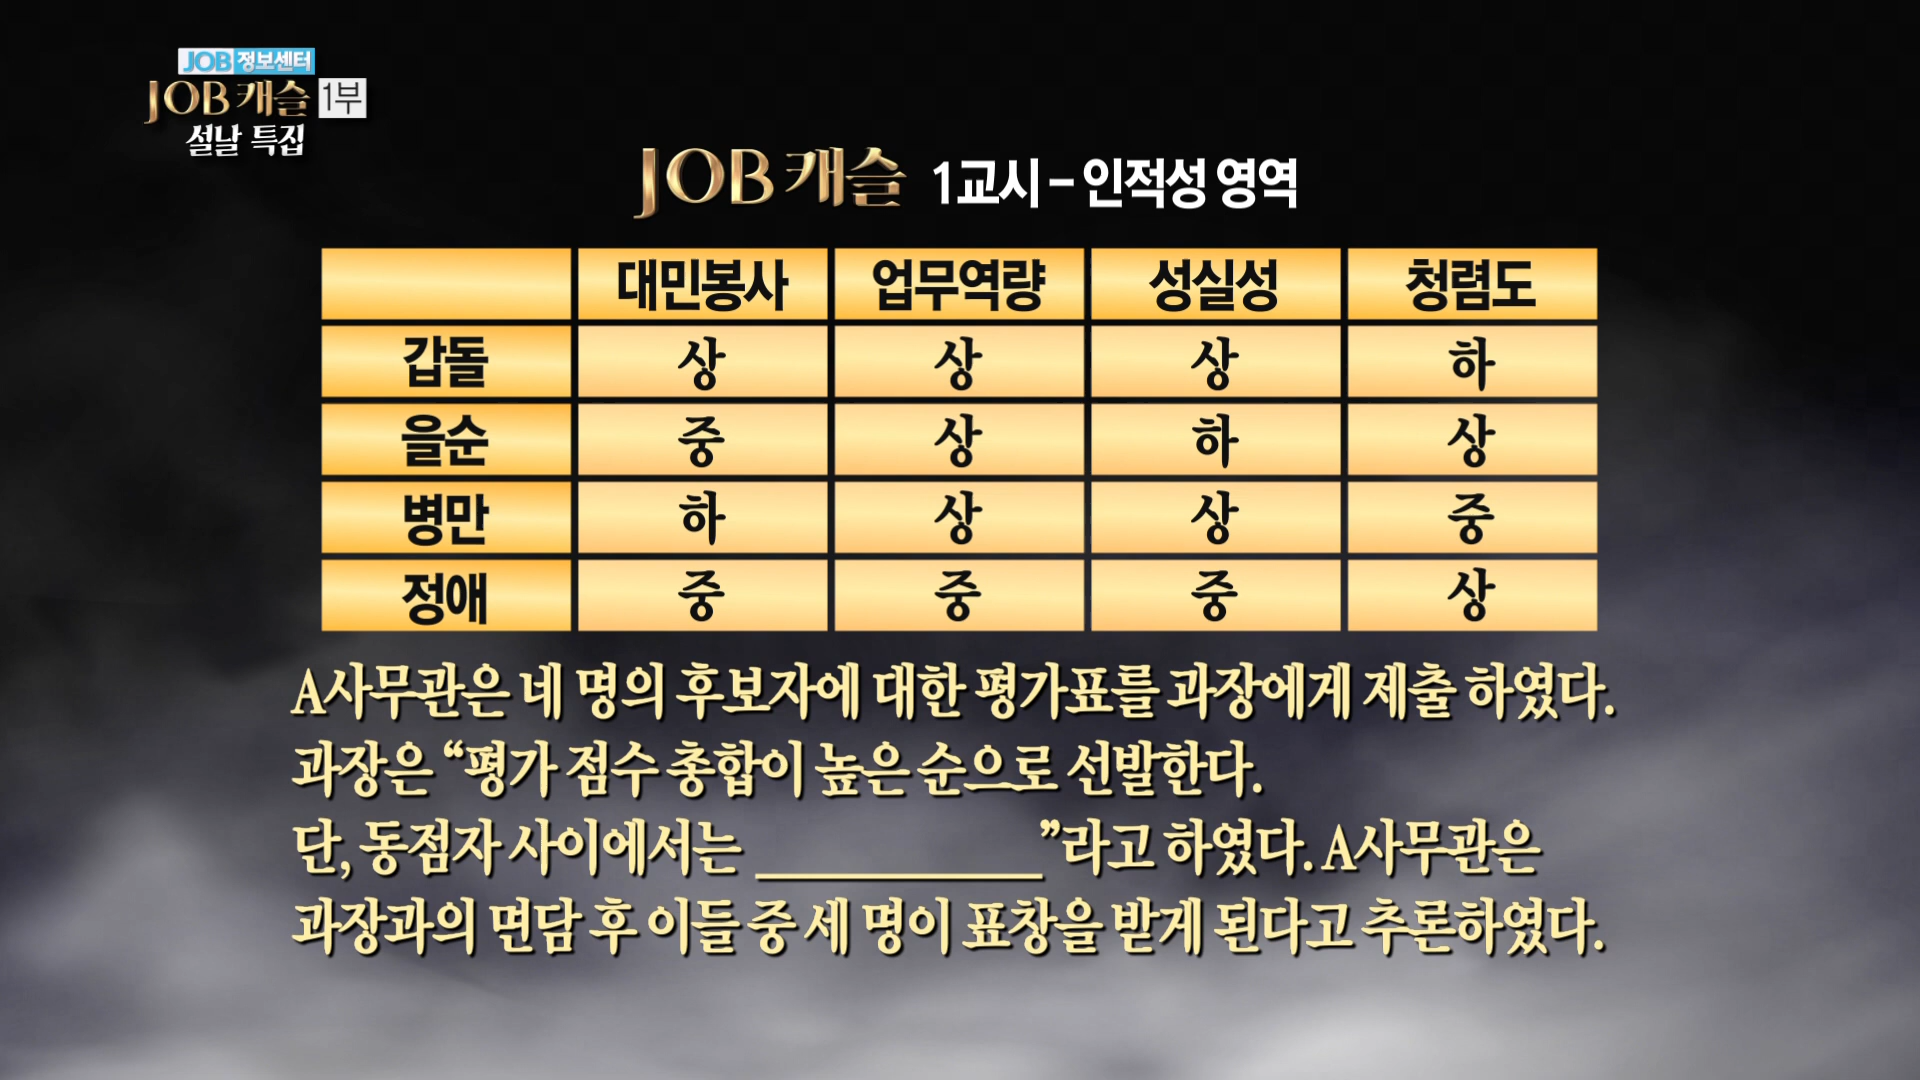 JOB 정보센터
JOB 캐슬 1부
설날 특집
JOB 캐슬 1교시 - 인적성 영역
대민봉사 업무역량 성실성 청렴도
갑돌 상 상 상 하
을순 중 상 하 상
병만 하 상 상 중
정애 중 중 중 상
A사무관은 네 명의 후보자에 대한 평가표를 과장에게 제출 하였다.
과장은 “평가 점수 총합이 높은 순으로 선발한다.
단, 동점자 사이에서는 __________”라고 하였다. A사무관은
과장과의 면담 후 이들 중 세 명이 표창을 받게 된다고 추론하였다.